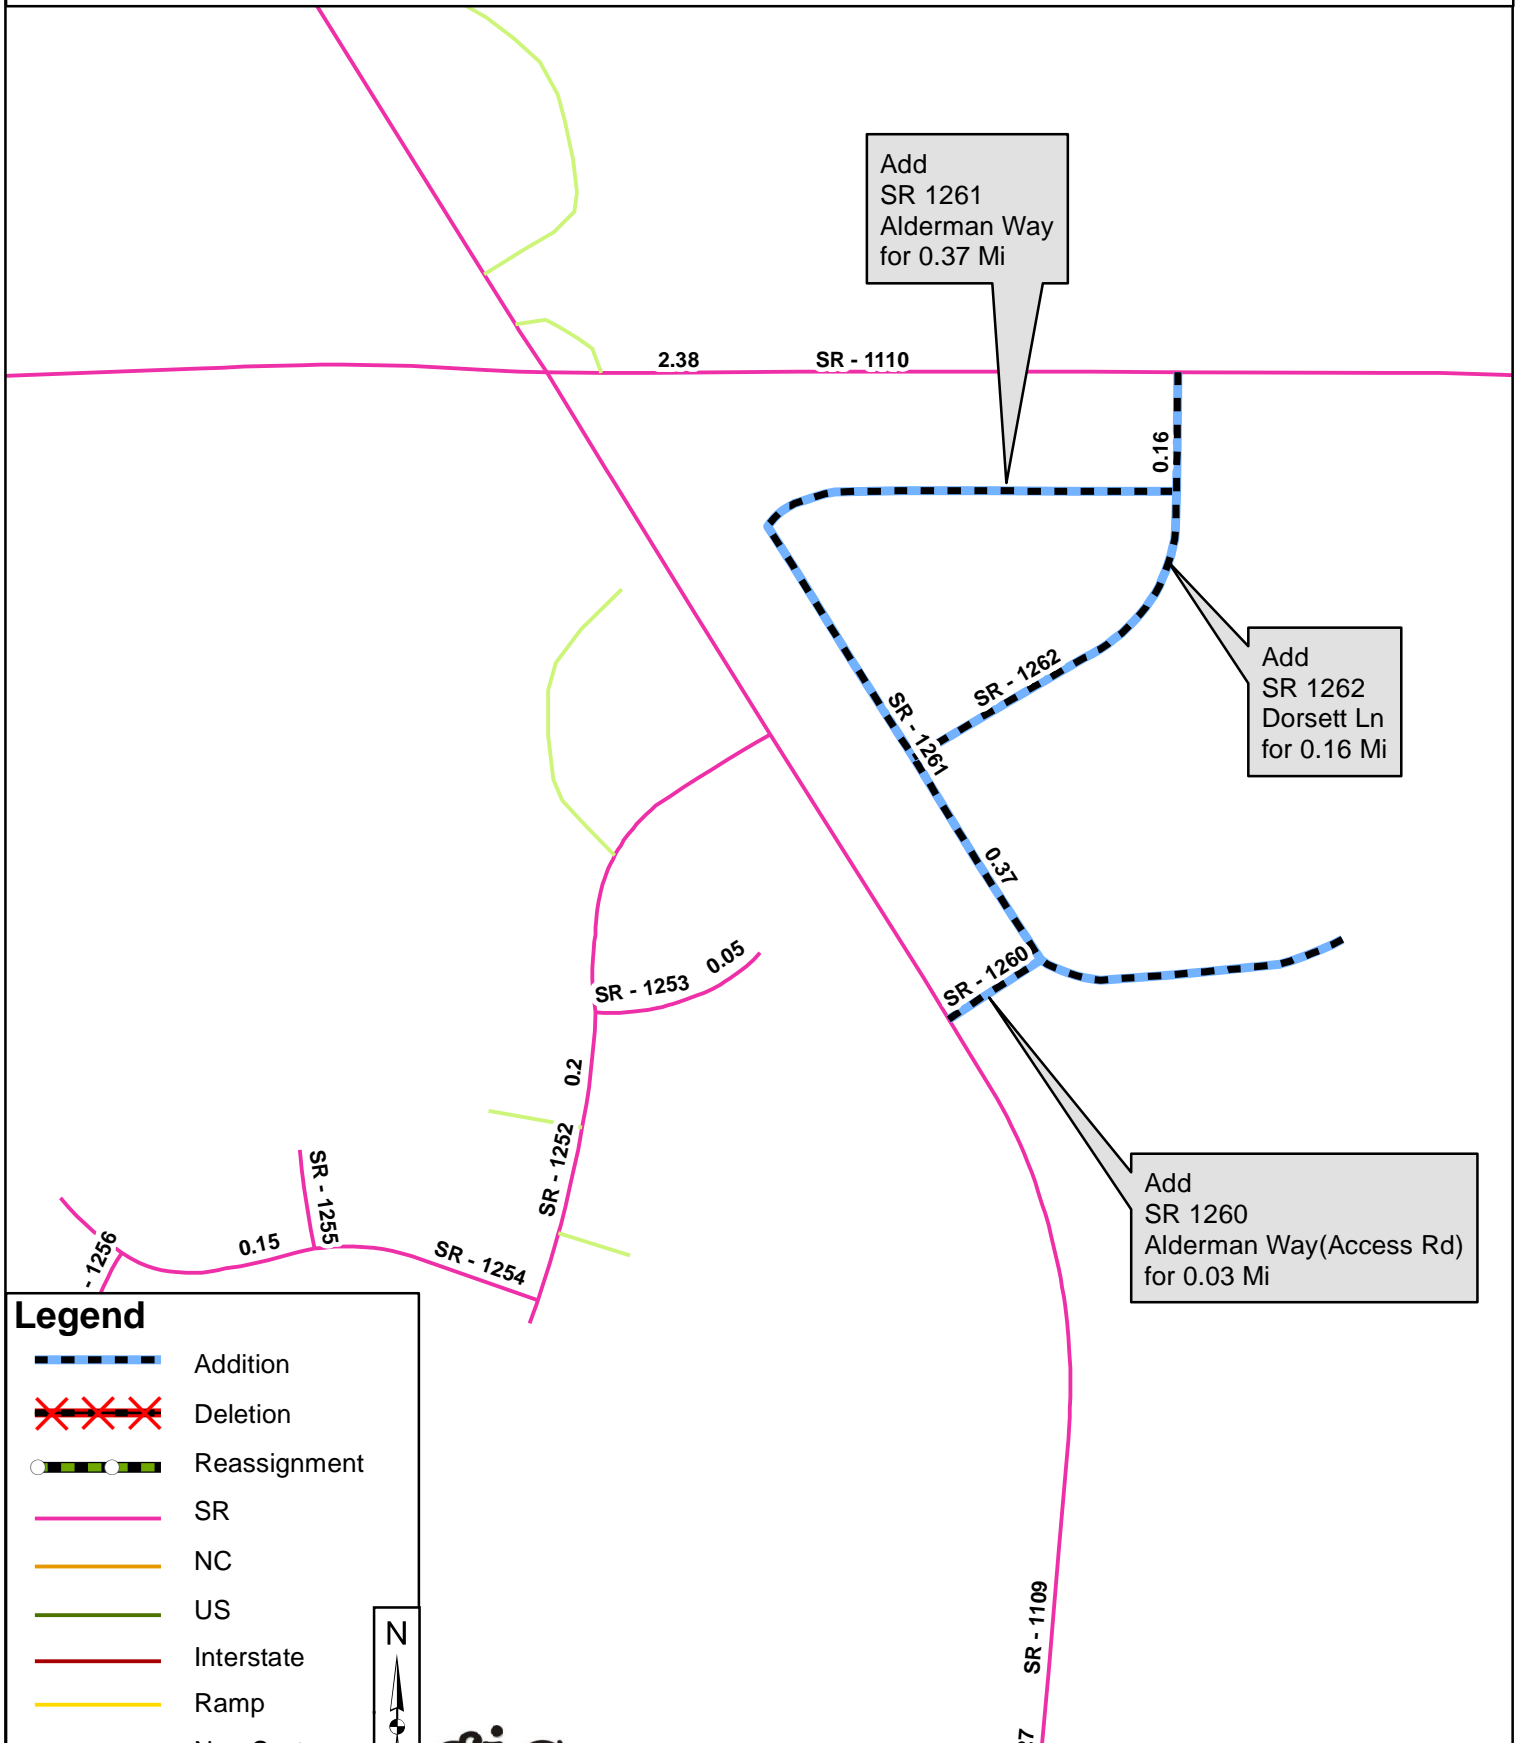 Add
SR 1261
Alderman Way
for 0.37 Mi
2.38
SR - 1110
0.16
SR - 1262
Add
SR 1262
Dorsett Ln
for 0.16 Mi
SR - 1261
0.37
SR - 1260
SR - 1253
0.05
0.2
SR - 1252
Add
SR 1260
Alderman Way(Access Rd)
for 0.03 Mi
SR - 1255
- 1256
0.15
SR - 1254
Legend
Addition
Deletion
Reassignment
SR
NC
US
Interstate
Ramp
N
SR - 1109